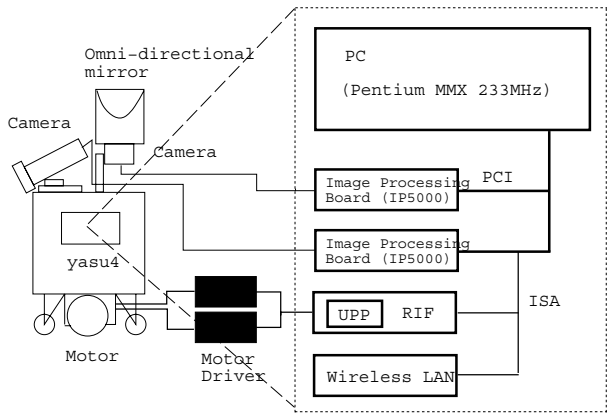 Omni-directional
mirror
Camera
Camera
yasu4
Motor
Motor
Driver
PC
(Pentium MMX 233MHz)
PCI
Image Processing
Board (IP5000)
Image Processing
Board (IP5000)
ISA
UPP
RIF
Wireless LAN